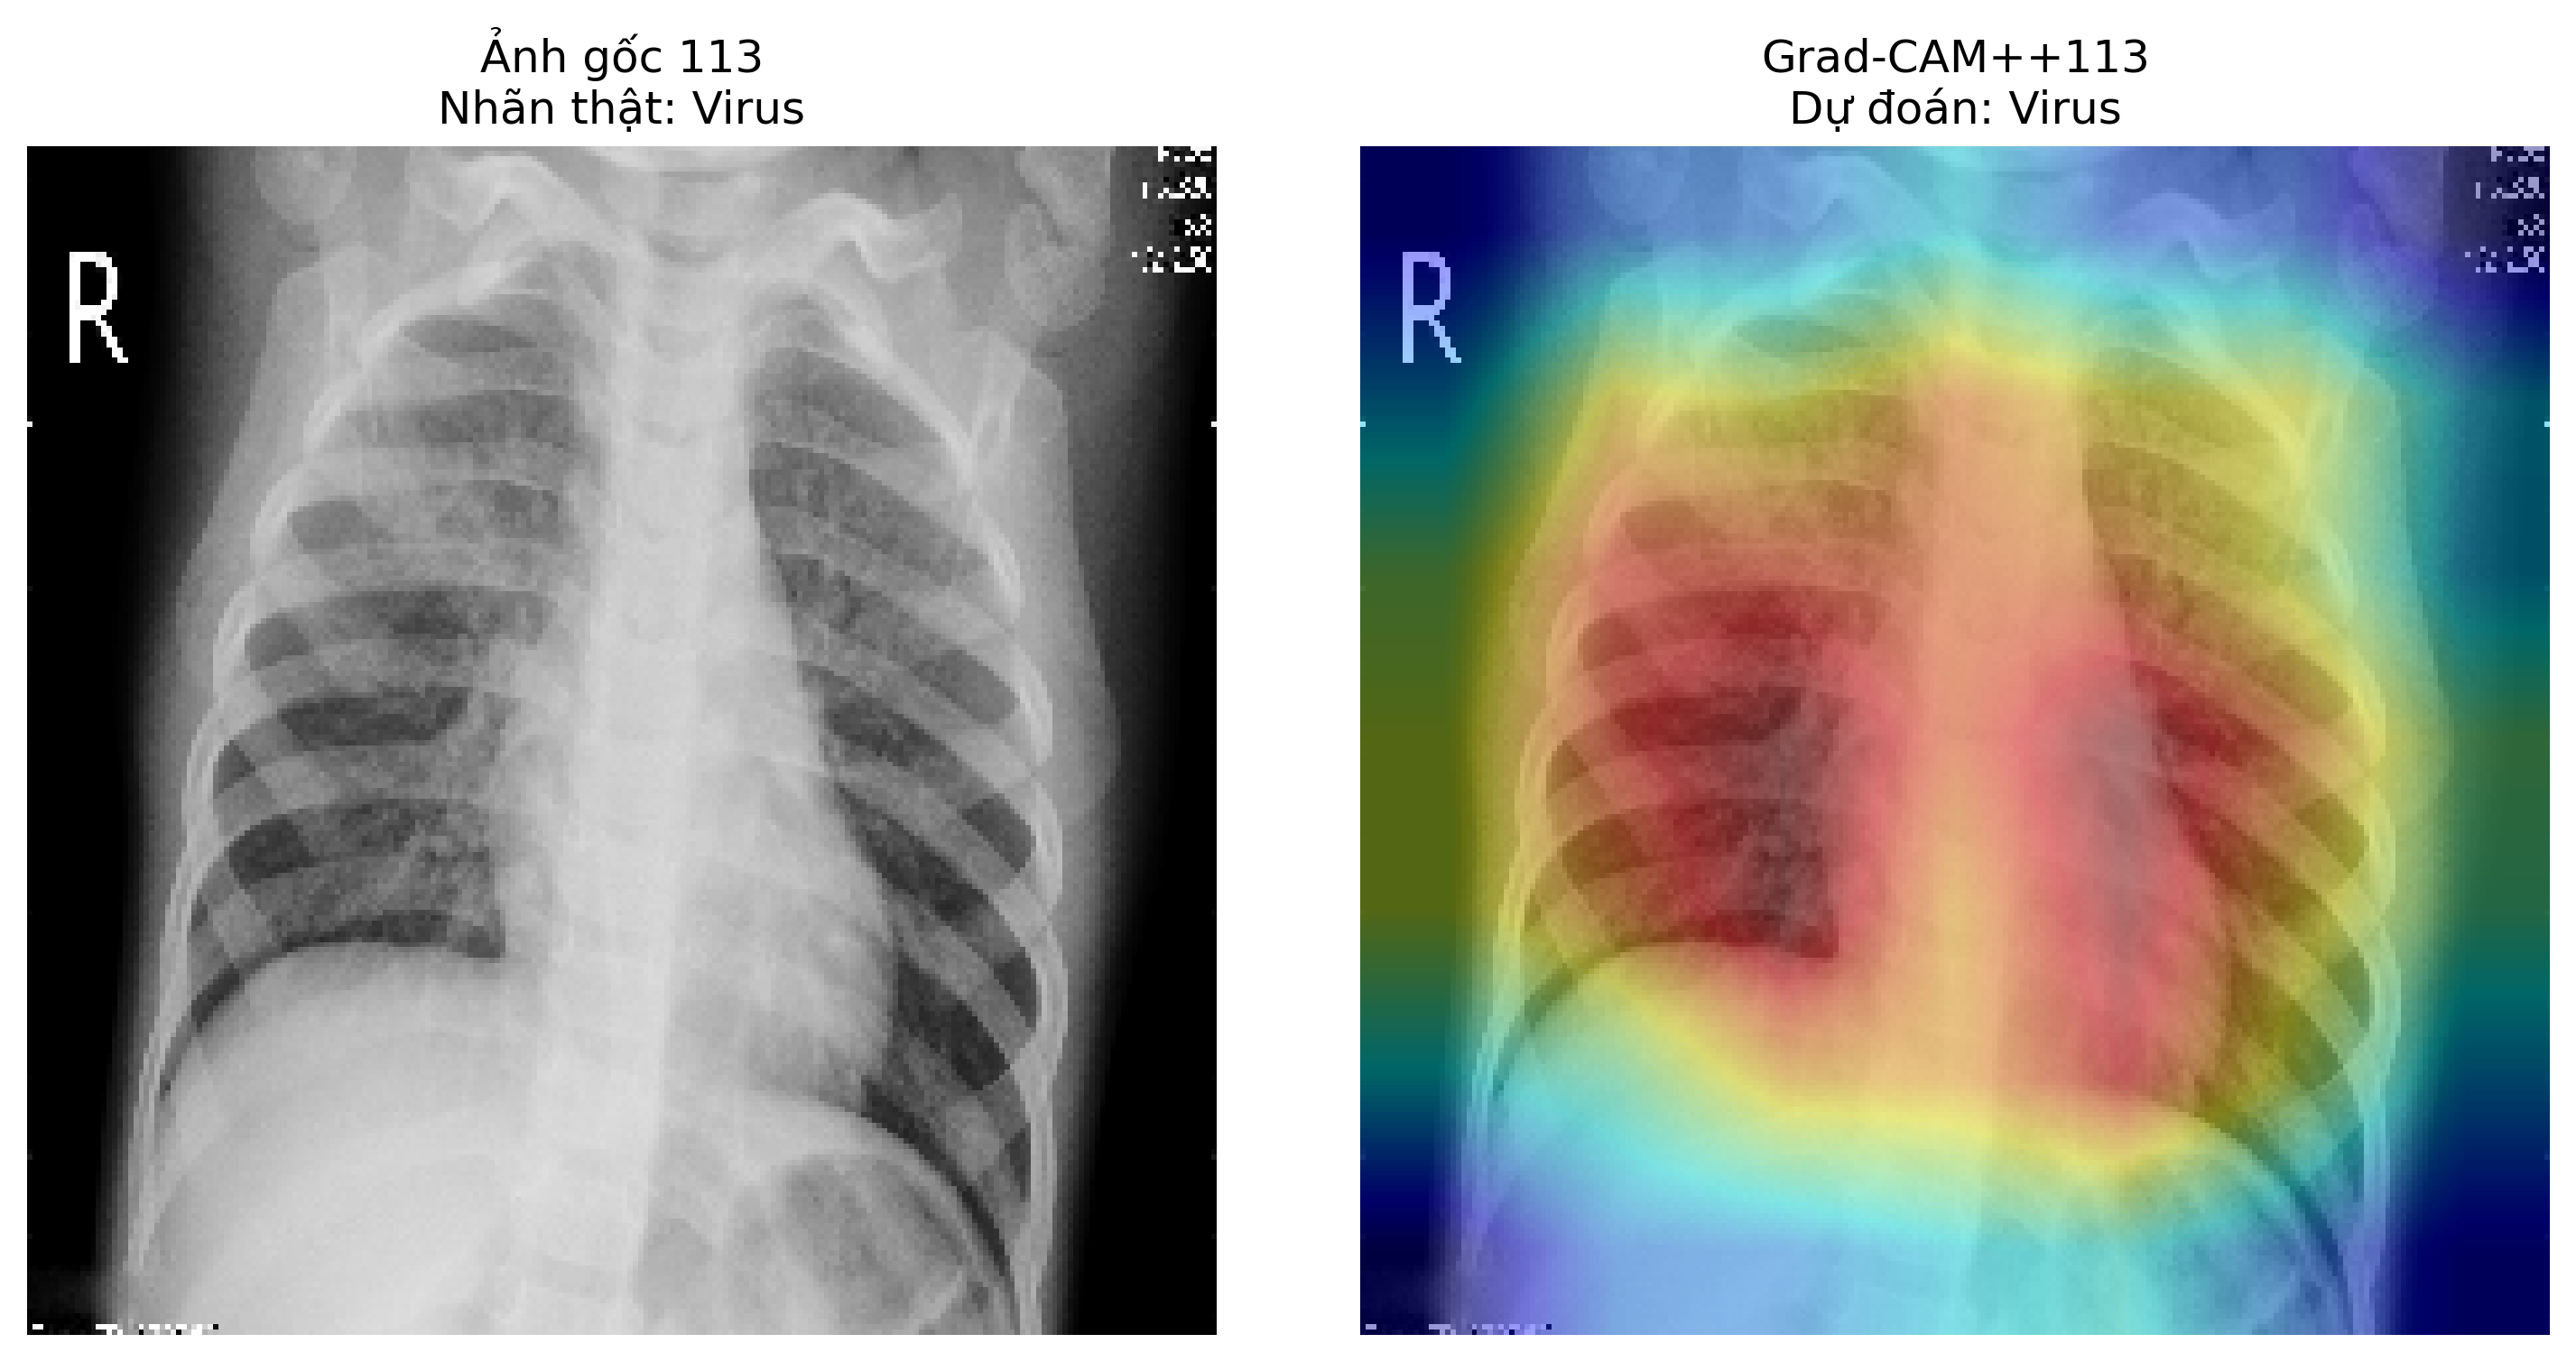 Ảnh gốc 113
Nhãn thật: Virus
Grad-CAM++113
Dự đoán: Virus
R
R